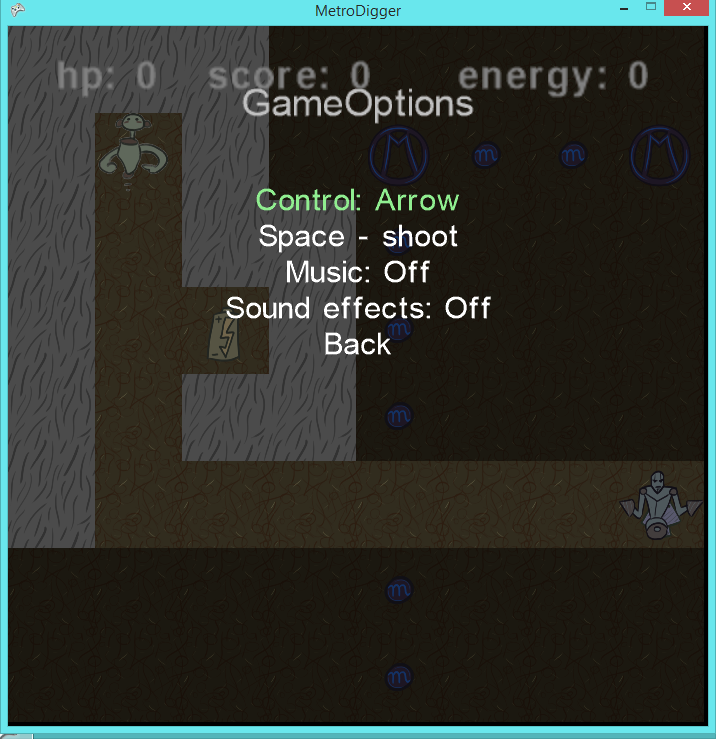 MetroDigger
hp: 0 score: 0 energy: 0
GameOptions
M m m M
Control: Arrow
Space - shoot
m
Music: Off
Sound effects: Off
m
Back
m
m
m